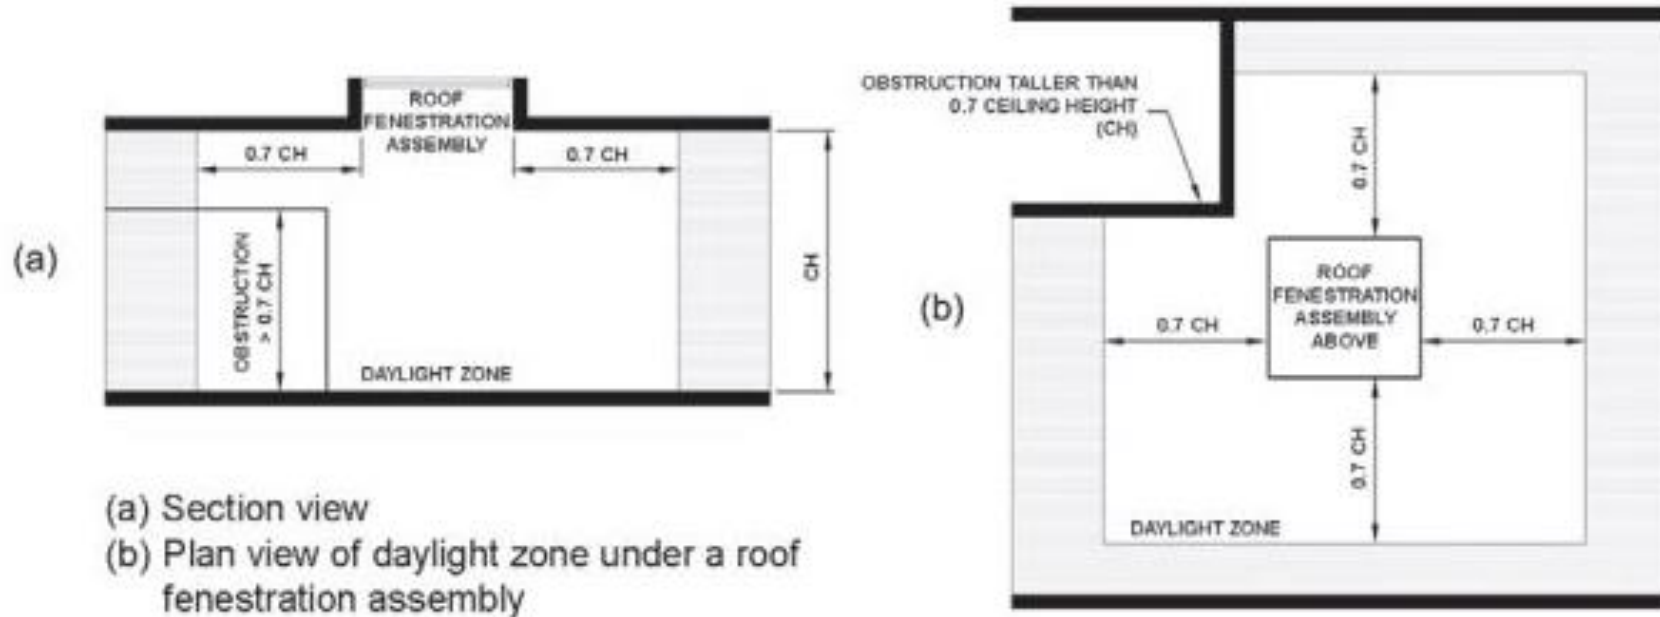 (a)
ROOF
FENESTRATION
ASSEMBLY
0.7 CH
0.7 CH
OBSTRUCTION
> 0.7 CH
CH
DAYLIGHT ZONE
(a) Section view
(b) Plan view of daylight zone under a roof
fenestration assembly
(b)
OBSTRUCTION TALLER THAN
0.7 CEILING HEIGHT
(CH)
0.7 CH
ROOF
FENESTRATION
ASSEMBLY
ABOVE
0.7 CH
0.7 CH
0.7 CH
DAYLIGHT ZONE